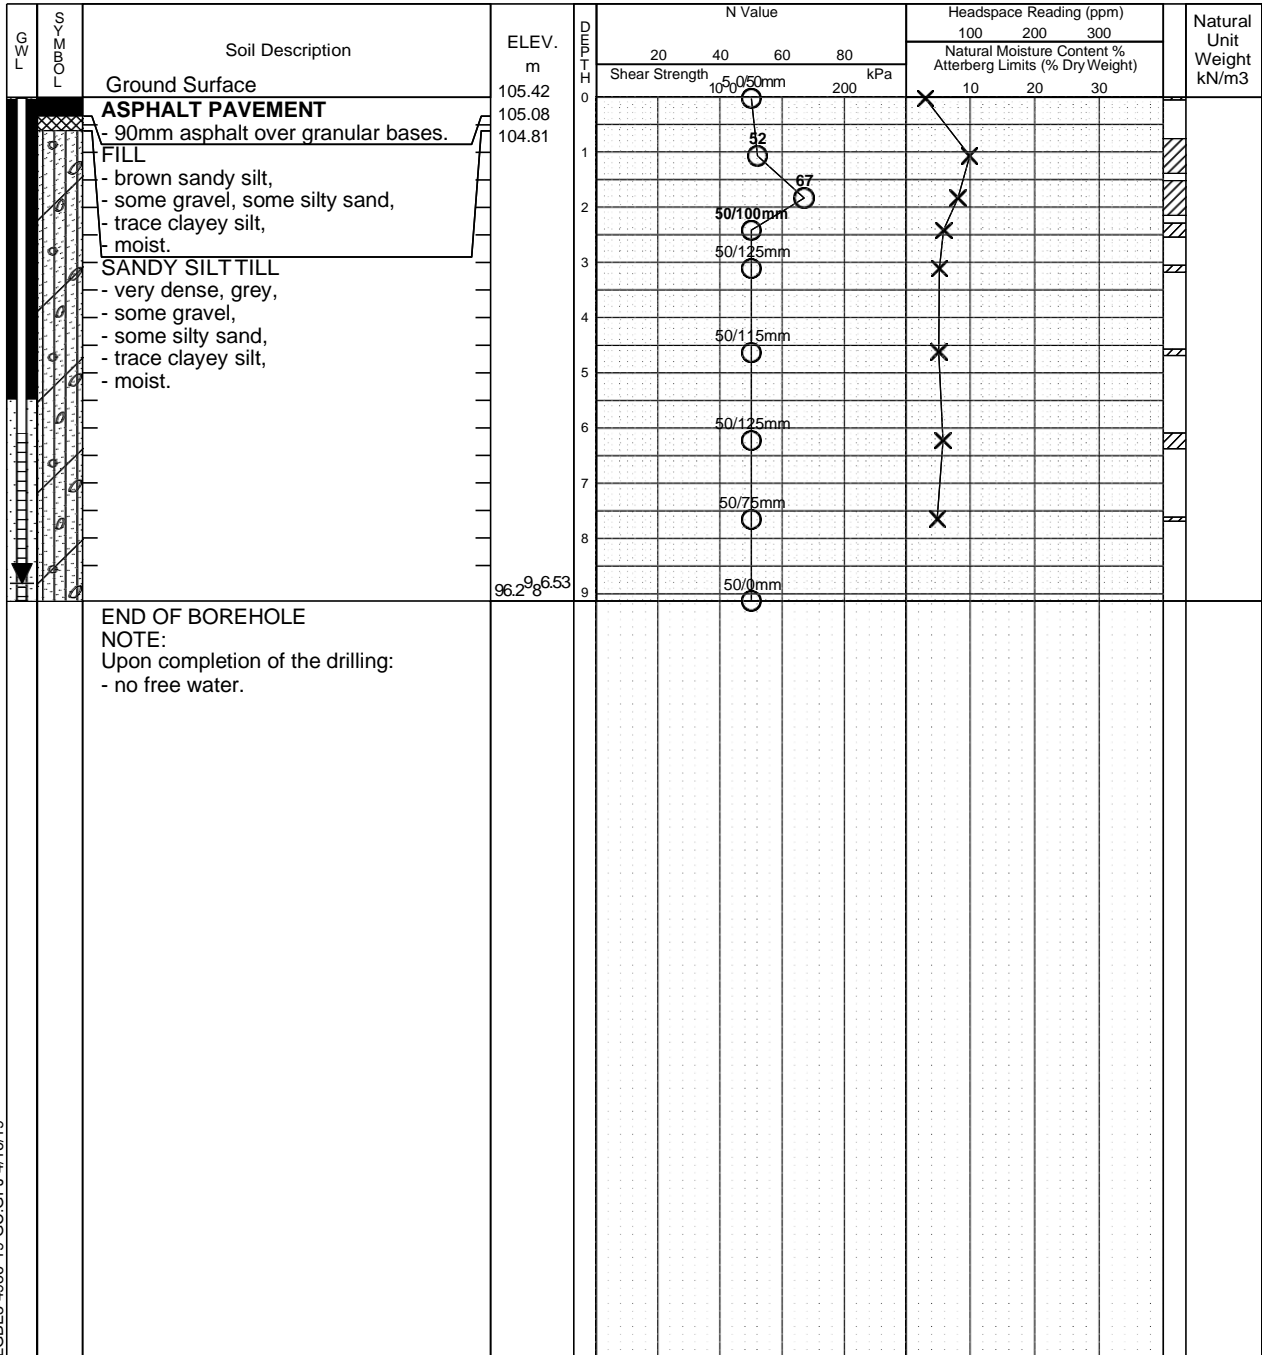 GWL
SYMBOL
Soil Description
Ground Surface
ELEV.
m
DEPTH
N Value
20 40 60 80
Shear Strength kPa
100 200
Headspace Reading (ppm)
100 200 300
Natural Moisture Content %
Atterberg Limits (% Dry Weight)
10 20 30
Natural
Unit
Weight
kN/m3
105.42
0
50/50mm
ASPHALT PAVEMENT
105.08
- 90mm asphalt over granular bases.
104.81
52
FILL
1
- brown sandy silt,
67
- some gravel, some silty sand,
2
- trace clayey silt,
50/100mm
- moist.
50/125mm
SANDY SILT TILL
3
- very dense, grey,
- some gravel,
4
- some silty sand,
50/115mm
- trace clayey silt,
5
- moist.
50/125mm
6
7
50/75mm
8
96.53
96.28
50/0mm
9
END OF BOREHOLE
NOTE:
Upon completion of the drilling:
- no free water.